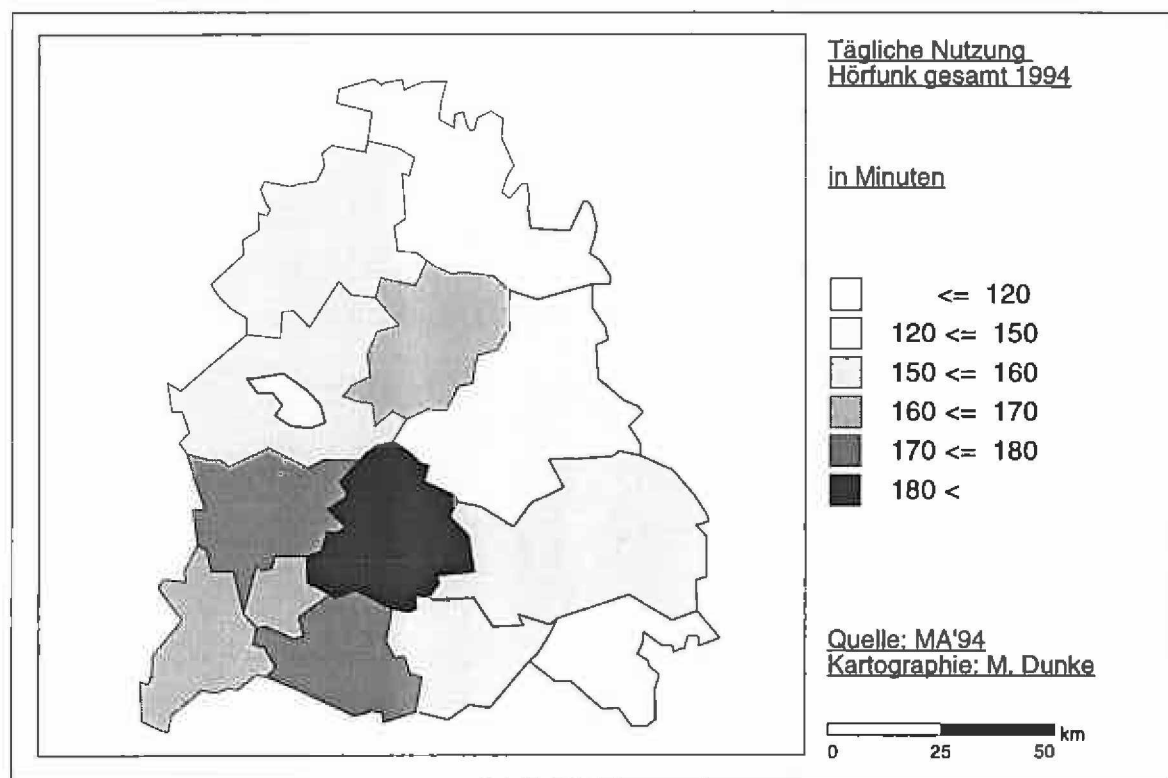 Tägliche Nutzung
Hörfunk gesamt 1994
in Minuten
<= 120
120 <= 150
150 <= 160
160 <= 170
170 <= 180
180 <
Quelle: MA'94
Kartographie: M. Dunke
km
0 25 50